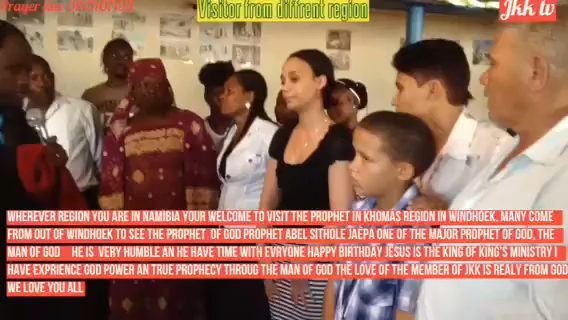 Visitor from diffrent region
Jkk tv
WHEREVER REGION YOU ARE IN NAMIBIA YOUR WELCOME TO VISIT THE PROPHET IN KHOMAS REGION IN WINDHOEK. MANY COME
FROM OUT OF WINDHOEK TO SEE THE PROPHET OF GOD PROPHET ABEL SITHOLE JAEPA ONE OF THE MAJOR PROPHET OF GOD, THE
MAN OF GOD HE IS VERY HUMBLE AN HE HAVE TIME WITH EVRYONE HAPPY BIRTHDAY JESUS IS THE KING OF KING'S MINISTRY I
HAVE EXPRIENCE GOD POWER AN TRUE PROPHECY THROUG THE MAN OF GOD THE LOVE OF THE MEMBER OF JKK IS REALY FROM GOD
WE LOVE YOU ALL